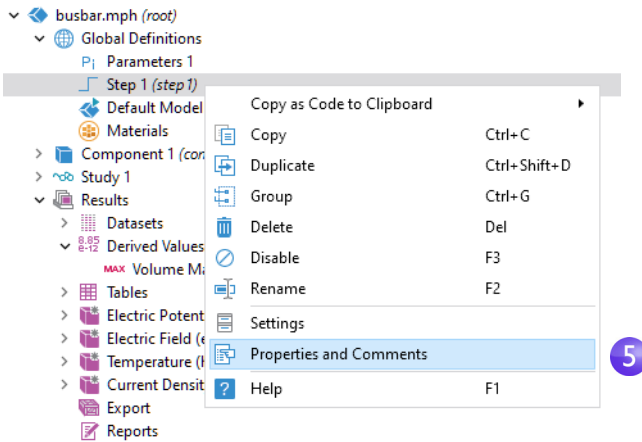 busbar.mph (root)
Global Definitions
Pi Parameters 1
Step 1 (step1)
Default Model
Materials
Component 1 (con
Study 1
Results
Datasets
8.85
e-12 Derived Values
MAX Volume Ma
Tables
Electric Potent
Electric Field (e
Temperature (h
Current Densit
Export
Reports
Copy as Code to Clipboard
Copy Ctrl+C
Duplicate Ctrl+Shift+D
Group Ctrl+G
Delete Del
Disable F3
Rename F2
Settings
Properties and Comments
? Help F1
5